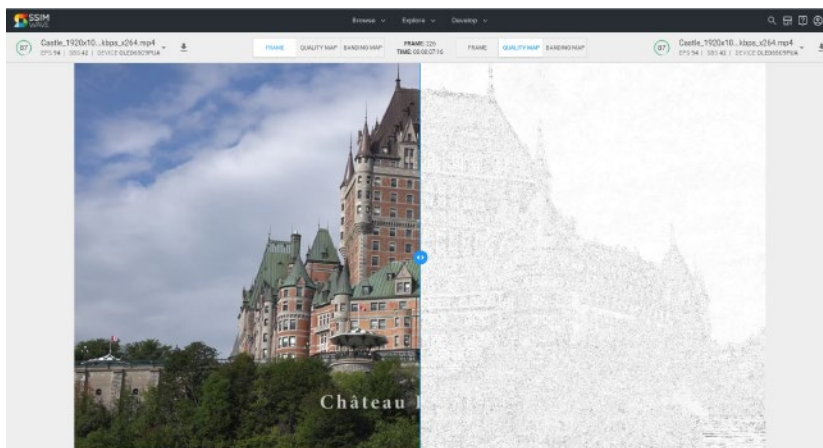 SSIM
WAVE
Browse
Explore
Develop
87
Castle_1920x10...kbps_x264.mp4
FRAME
QUALITY MAP
BANDING MAP
FRAME
QUALITY MAP
BANDING MAP
87
Castle_1920x10...kbps_x264.mp4
Château